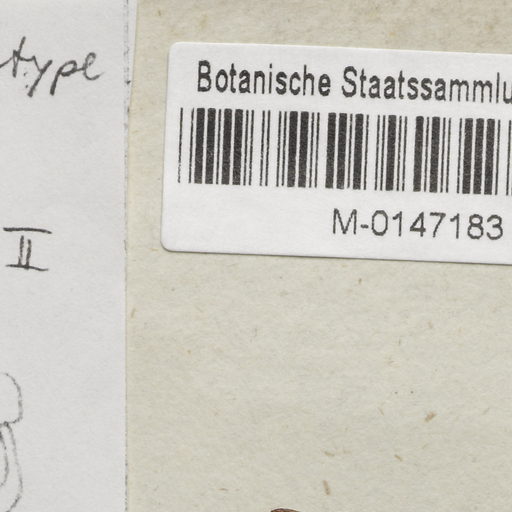 type
Botanische Staatssammlu
M-0147183
II